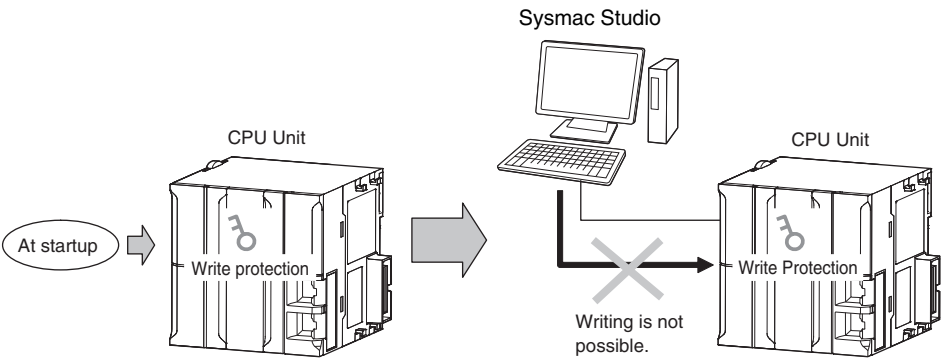 Sysmac Studio
CPU Unit
CPU Unit
At startup
Write protection
Write Protection
Writing is not
possible.